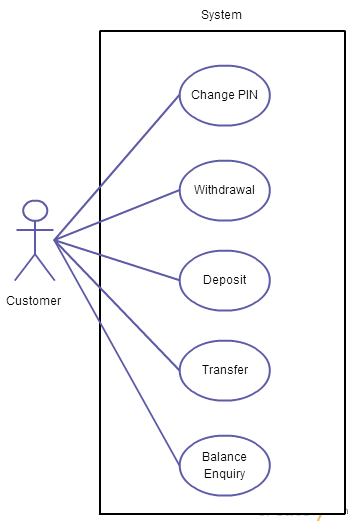 System
Change PIN
Withdrawal
Customer
Deposit
Transfer
Balance
Enquiry